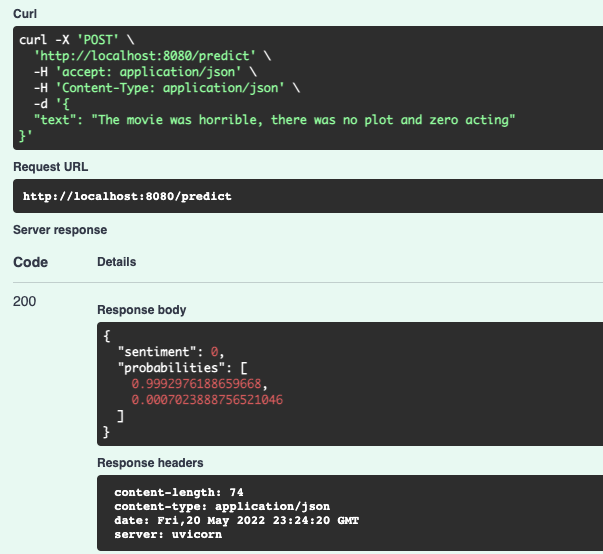 Curl
curl -X 'POST' \
'http://localhost:8080/predict' \
-H 'accept: application/json' \
-H 'Content-Type: application/json' \
-d '{
"text": "The movie was horrible, there was no plot and zero acting"
}'
Request URL
http://localhost:8080/predict
Server response
Code Details
200
Response body
{
"sentiment": 0,
"probabilities": [
0.9992976188659668,
0.0007023888756521046
]
}
Response headers
content-length: 74
content-type: application/json
date: Fri,20 May 2022 23:24:20 GMT
server: uvicorn